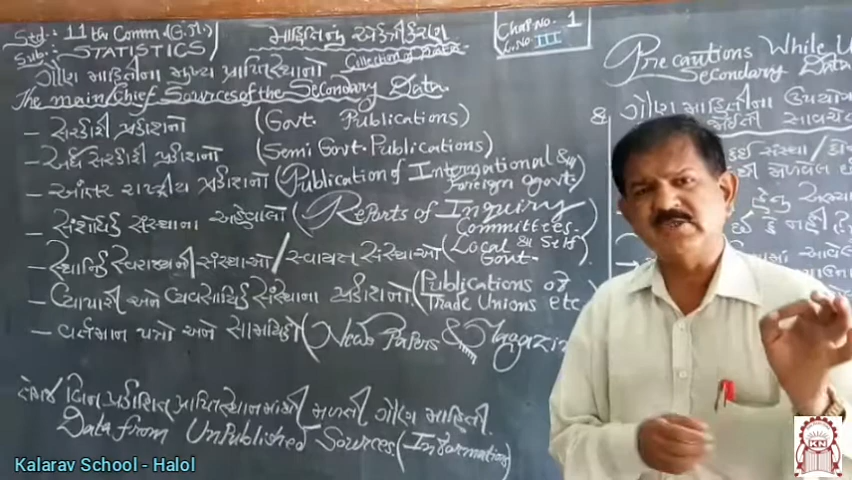 Std: 11 th Comm (G.M.)
Sub: STATISTICS
માહિતીનું એકત્રીકરણ
Collection of Data
Chap. No. 1
L. No. III
ગૌણ માહિતીના મુખ્ય પ્રાપ્તિસ્થાનો
The main/Chief Sources of the Secondary Data.
- સરકારી પ્રકાશનો (Govt. Publications)
- અર્ધ સરકારી પ્રકાશનો (Semi Govt. Publications)
- આંતર રાષ્ટ્રીય પ્રકાશનો (Publication of International &
Foreign govt.)
- સંશોધક સંસ્થાના અહેવાલો (Reports of Inquiry
Committees.
- સ્થાનિક સ્વરાજ્યની સંસ્થાઓ / સ્વાયત્ત સંસ્થાઓ (Local & Self
Govt.
- વ્યાપારી અને વ્યવસાયિક સંસ્થાના પ્રકાશનો (Publications of
Trade Unions etc.
- વર્તમાન પત્રો અને સામયિકો (News Papers & Magazin
તેમજ બિન પ્રકાશિત પ્રાપ્તિસ્થાનમાંથી મળતી ગૌણ માહિતી.
Data from UnPublished Sources (Information)
Precautions While U
Secondary Data
ગૌણ માહિતીના ઉપયોગ
Kalarav School - Halol
KN